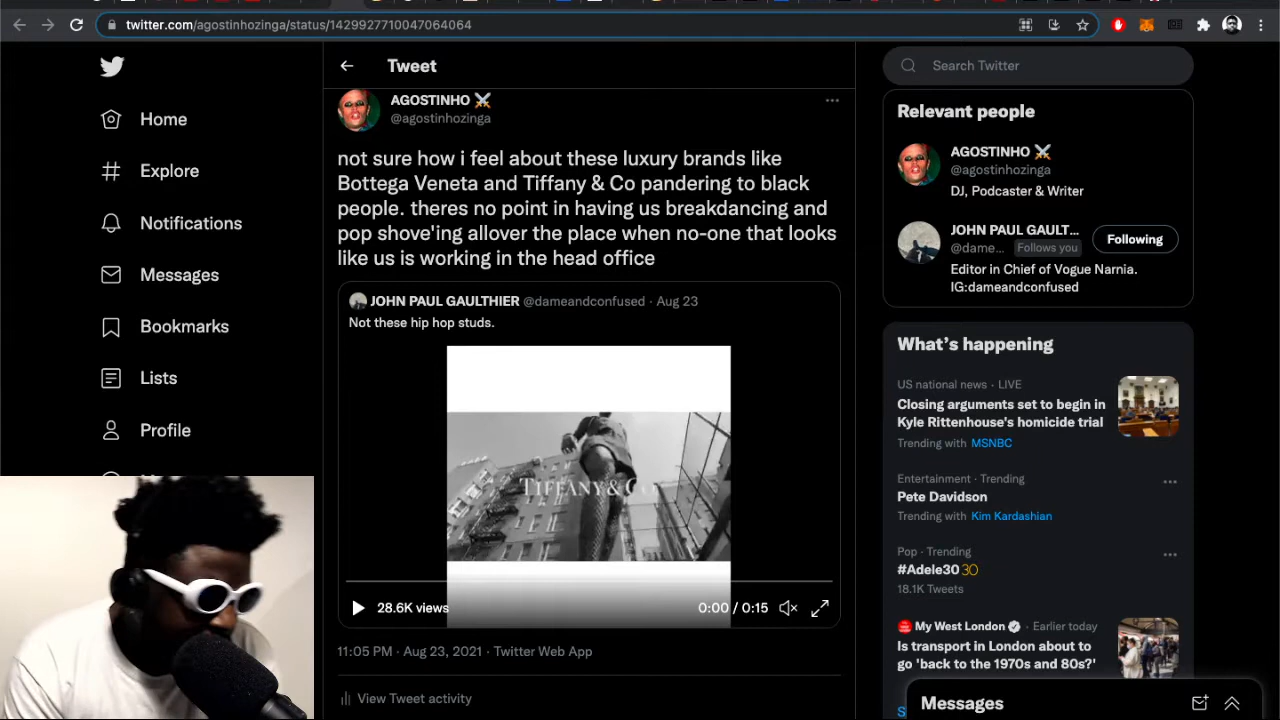 twitter.com/agostinhozinga/status/1429927710047064064
Home
Explore
Notifications
Messages
Bookmarks
Lists
Profile
Tweet
AGOSTINHO ⚔️
@agostinhozinga
not sure how i feel about these luxury brands like
Bottega Veneta and Tiffany & Co pandering to black
people. theres no point in having us breakdancing and
pop shove'ing allover the place when no-one that looks
like us is working in the head office
JOHN PAUL GAULTHIER @dameandconfused · Aug 23
Not these hip hop studs.
TIFFANY & CO
28.6K views
0:00 / 0:15
11:05 PM · Aug 23, 2021 · Twitter Web App
View Tweet activity
Search Twitter
Relevant people
AGOSTINHO ⚔️
@agostinhozinga
DJ, Podcaster & Writer
JOHN PAUL GAULT...
@dame... Follows you
Following
Editor in Chief of Vogue Narnia.
IG:dameandconfused
What's happening
US national news · LIVE
Closing arguments set to begin in
Kyle Rittenhouse's homicide trial
Trending with MSNBC
Entertainment · Trending
Pete Davidson
Trending with Kim Kardashian
Pop · Trending
#Adele30 30
18.1K Tweets
My West London · Earlier today
Is transport in London about to
go 'back to the 1970s and 80s?'
Messages